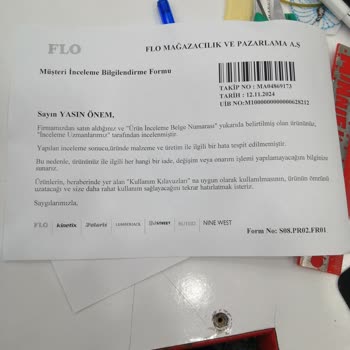 FLO
FLO MAĞAZACILIK VE PAZARLAMA A.Ş
Müşteri İnceleme Bilgilendirme Formu
TAKİP NO : MA04869173
TARİH : 12.11.2024
UİB NO:M1000000000000628212
Sayın YASIN ÖNEM,
Firmamızdan satın aldığınız ve "Ürün İnceleme Belge Numarası" yukarıda belirtilmiş olan ürününüz,
"İnceleme Uzmanlarımız" tarafından incelenmiştir.
Yapılan inceleme sonucu,üründe malzeme ve üretim ile ilgili bir hata tespit edilmemiştir.
Bu nedenle, ürününüz ile ilgili her hangi bir iade, değişim veya onarım işlemi yapılamayacağını bilginize
sunarız.
Ürünlerin, beraberinde yer alan "Kullanım Kılavuzları" na uygun olarak kullanılmasının, ürünün ömrünü
uzatacağı ve size daha rahat kullanım sağlayacağını tekrar hatırlatmak isteriz.
Saygılarımızla,
FLO kinetix Polaris LUMBERJACK BUTIGO NINE WEST
Form No: S08.PR02.FR01